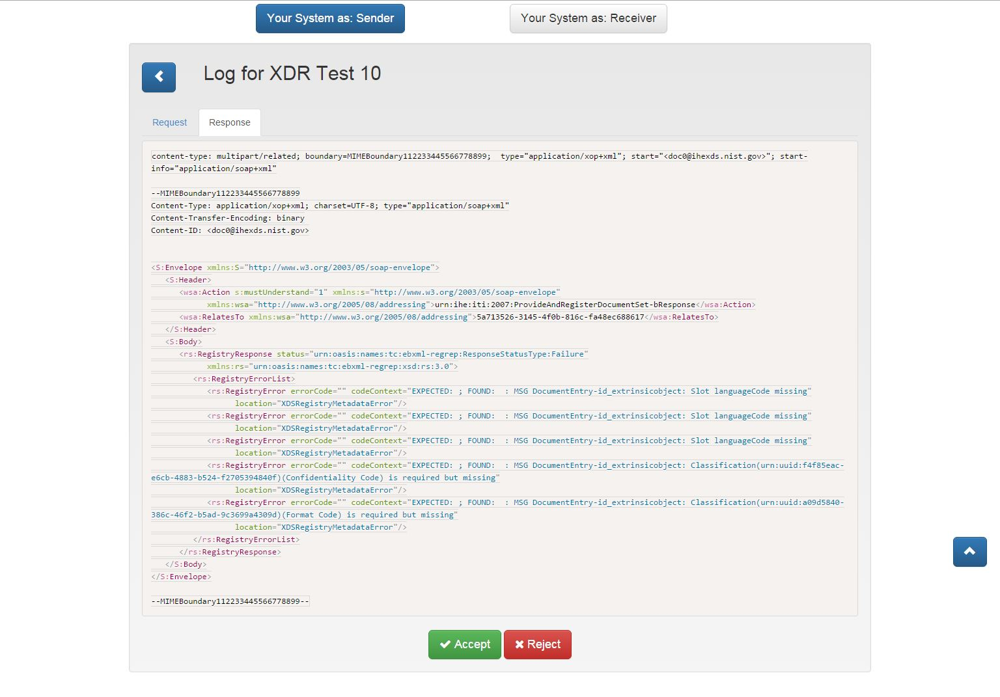 Your System as: Sender
Your System as: Receiver
Log for XDR Test 10
Request
Response
content-type: multipart/related; boundary=MIMEBoundary112233445566778899;  type="application/xop+xml"; start="<doc0@ihexds.nist.gov>"; start-
info="application/soap+xml"
--MIMEBoundary112233445566778899
Content-Type: application/xop+xml; charset=UTF-8; type="application/soap+xml"
Content-Transfer-Encoding: binary
Content-ID: <doc0@ihexds.nist.gov>
<S:Envelope xmlns:S="http://www.w3.org/2003/05/soap-envelope">
<S:Header>
<wsa:Action s:mustUnderstand="1" xmlns:s="http://www.w3.org/2003/05/soap-envelope"
xmlns:wsa="http://www.w3.org/2005/08/addressing">urn:ihe:iti:2007:ProvideAndRegisterDocumentSet-bResponse</wsa:Action>
<wsa:RelatesTo xmlns:wsa="http://www.w3.org/2005/08/addressing">5a713526-3145-4f0b-816c-fa48ec688617</wsa:RelatesTo>
</S:Header>
<S:Body>
<rs:RegistryResponse status="urn:oasis:names:tc:ebxml-regrep:ResponseStatusType:Failure"
xmlns:rs="urn:oasis:names:tc:ebxml-regrep:xsd:rs:3.0">
<rs:RegistryErrorList>
<rs:RegistryError errorCode="" codeContext="EXPECTED: ; FOUND:  : MSG DocumentEntry-id_extrinsicobject: Slot languageCode missing"
location="XDSRegistryMetadataError"/>
<rs:RegistryError errorCode="" codeContext="EXPECTED: ; FOUND:  : MSG DocumentEntry-id_extrinsicobject: Slot languageCode missing"
location="XDSRegistryMetadataError"/>
<rs:RegistryError errorCode="" codeContext="EXPECTED: ; FOUND:  : MSG DocumentEntry-id_extrinsicobject: Slot languageCode missing"
location="XDSRegistryMetadataError"/>
<rs:RegistryError errorCode="" codeContext="EXPECTED: ; FOUND:  : MSG DocumentEntry-id_extrinsicobject: Classification(urn:uuid:f4f85eac-
e6cb-4883-b524-f2705394840f)(Confidentiality Code) is required but missing"
location="XDSRegistryMetadataError"/>
<rs:RegistryError errorCode="" codeContext="EXPECTED: ; FOUND:  : MSG DocumentEntry-id_extrinsicobject: Classification(urn:uuid:a09d5840-
386c-46f2-b5ad-9c3699a4309d)(Format Code) is required but missing"
location="XDSRegistryMetadataError"/>
</rs:RegistryErrorList>
</rs:RegistryResponse>
</S:Body>
</S:Envelope>
--MIMEBoundary112233445566778899--
Accept
Reject